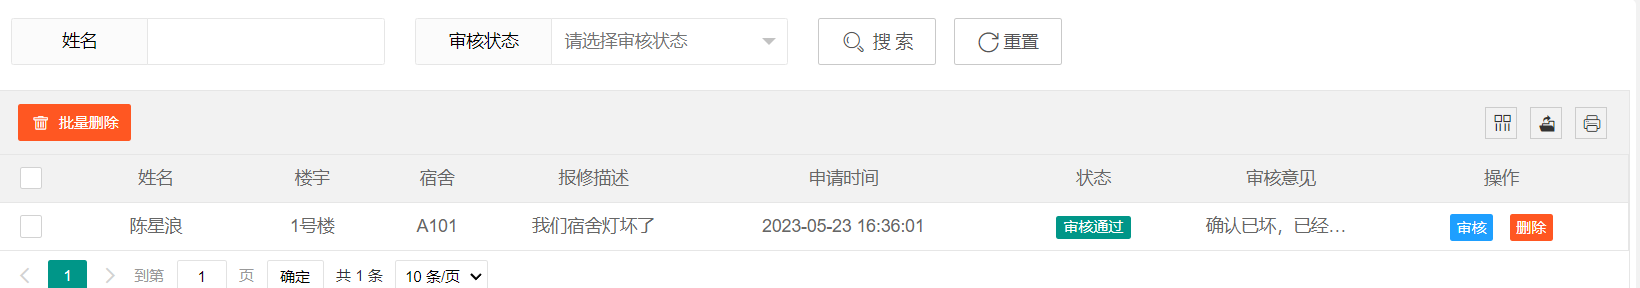 姓名 审核状态 请选择审核状态 搜 索 重置
批量删除
姓名 楼宇 宿舍 报修描述 申请时间 状态 审核意见 操作
陈星浪 1号楼 A101 我们宿舍灯坏了 2023-05-23 16:36:01 审核通过 确认已坏，已经... 审核 删除
1 到第 1 页 确定 共 1 条 10 条/页